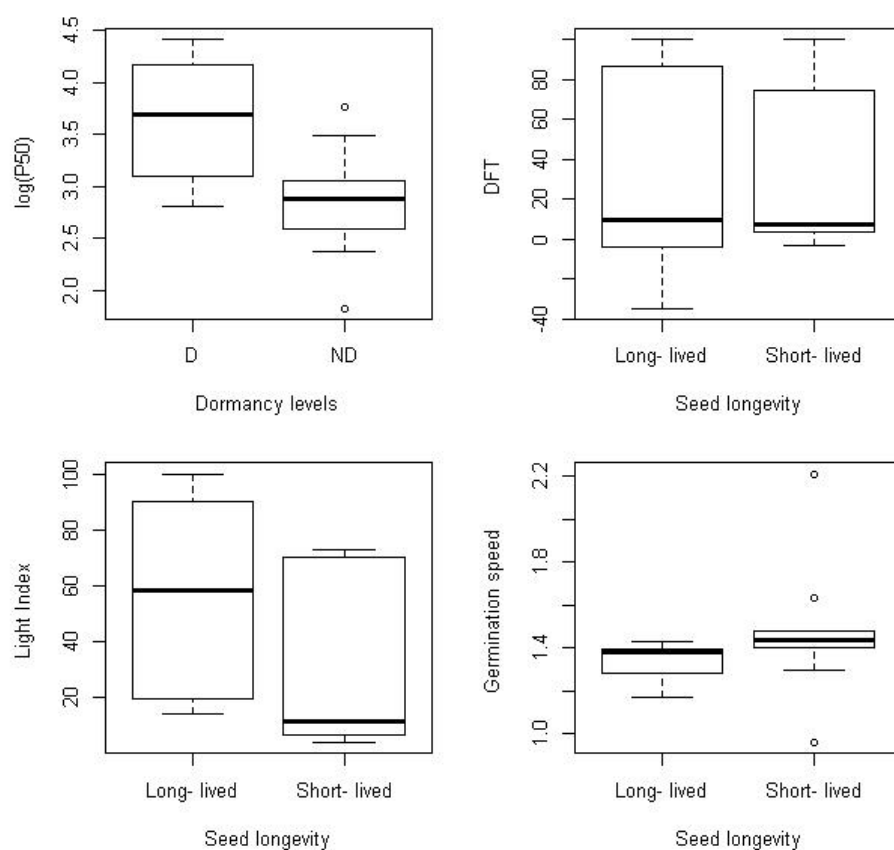 4.5
4.0
3.5
3.0
2.5
2.0
log(P50)
D ND
Dormancy levels
80
60
40
20
0
-40
DFT
Long- lived Short- lived
Seed longevity
100
80
60
40
20
Light Index
Long- lived Short- lived
Seed longevity
2.2
1.8
1.4
1.0
Germination speed
Long- lived Short- lived
Seed longevity